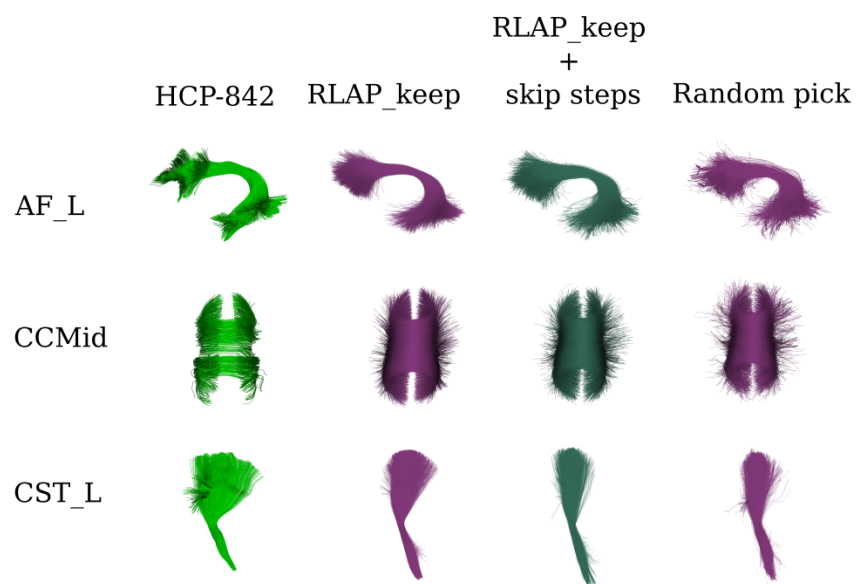 RLAP_keep
+
HCP-842 RLAP_keep skip steps Random pick
AF_L
CCMid
CST_L